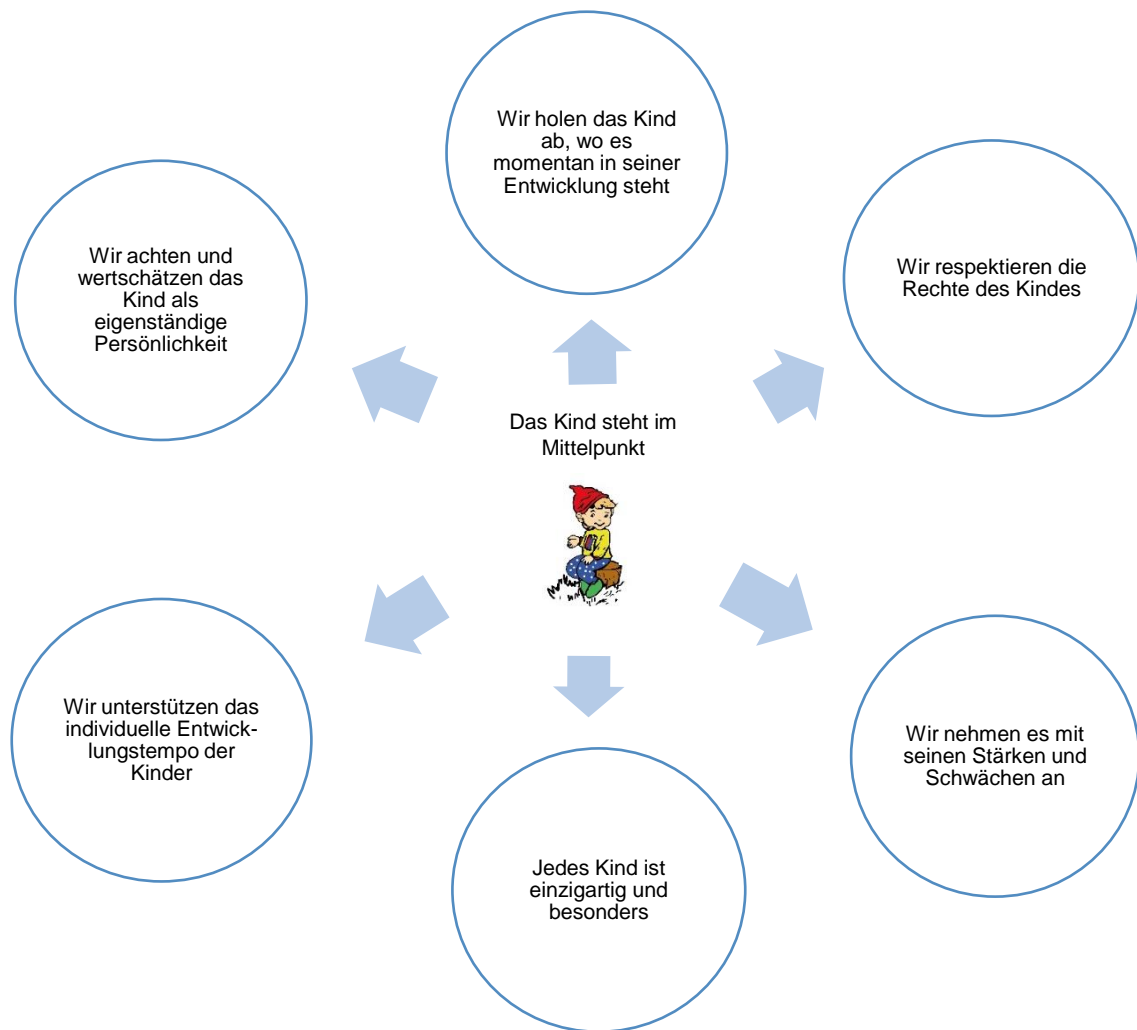 Wir holen das Kind
ab, wo es
momentan in seiner
Entwicklung steht
Wir achten und
wertschätzen das
Kind als
eigenständige
Persönlichkeit
Wir respektieren die
Rechte des Kindes
Das Kind steht im
Mittelpunkt
Wir unterstützen das
individuelle Entwick-
lungstempo der
Kinder
Wir nehmen es mit
seinen Stärken und
Schwächen an
Jedes Kind ist
einzigartig und
besonders